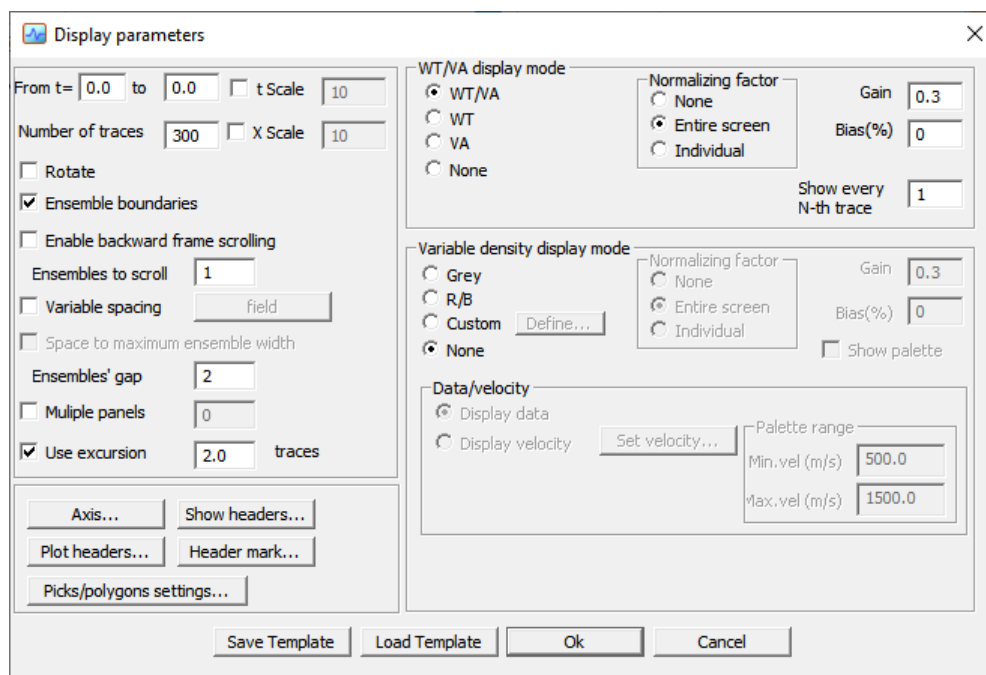 Display parameters
From t= 0.0 to 0.0 t Scale 10
Number of traces 300 X Scale 10
Rotate
Ensemble boundaries
Enable backward frame scrolling
Ensembles to scroll 1
Variable spacing field
Space to maximum ensemble width
Ensembles' gap 2
Muliple panels 0
Use excursion 2.0 traces
Axis... Show headers...
Plot headers... Header mark...
Picks/polygons settings...
WT/VA display mode
WT/VA
WT
VA
None
Normalizing factor
None
Entire screen
Individual
Gain 0.3
Bias(%) 0
Show every
N-th trace 1
Variable density display mode
Grey
R/B
Custom Define...
None
Normalizing factor
None
Entire screen
Individual
Gain 0.3
Bias(%) 0
Show palette
Data/velocity
Display data
Display velocity Set velocity...
Palette range
Min.vel (m/s) 500.0
Max.vel (m/s) 1500.0
Save Template Load Template Ok Cancel